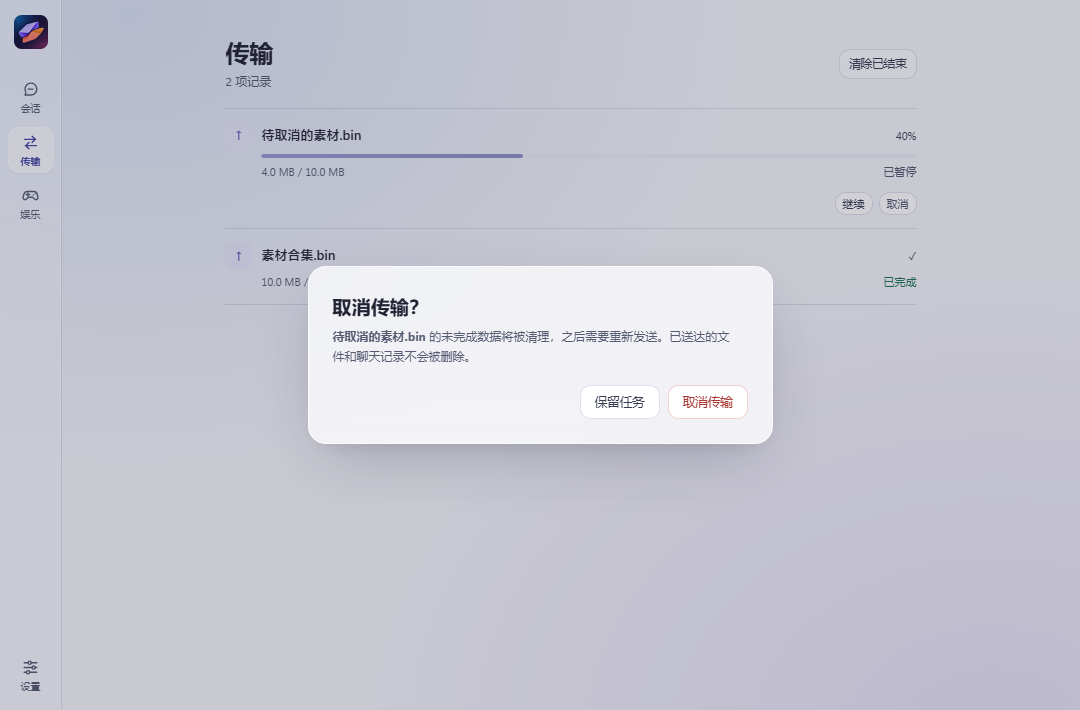 会话
传输
娱乐
设置
传输
2 项记录
清除已结束
↑ 待取消的素材.bin 40%
4.0 MB / 10.0 MB 已暂停
继续 取消
↑ 素材合集.bin ✓
10.0 MB / 已完成
取消传输？
待取消的素材.bin 的未完成数据将被清理，之后需要重新发送。已送达的文
件和聊天记录不会被删除。
保留任务 取消传输